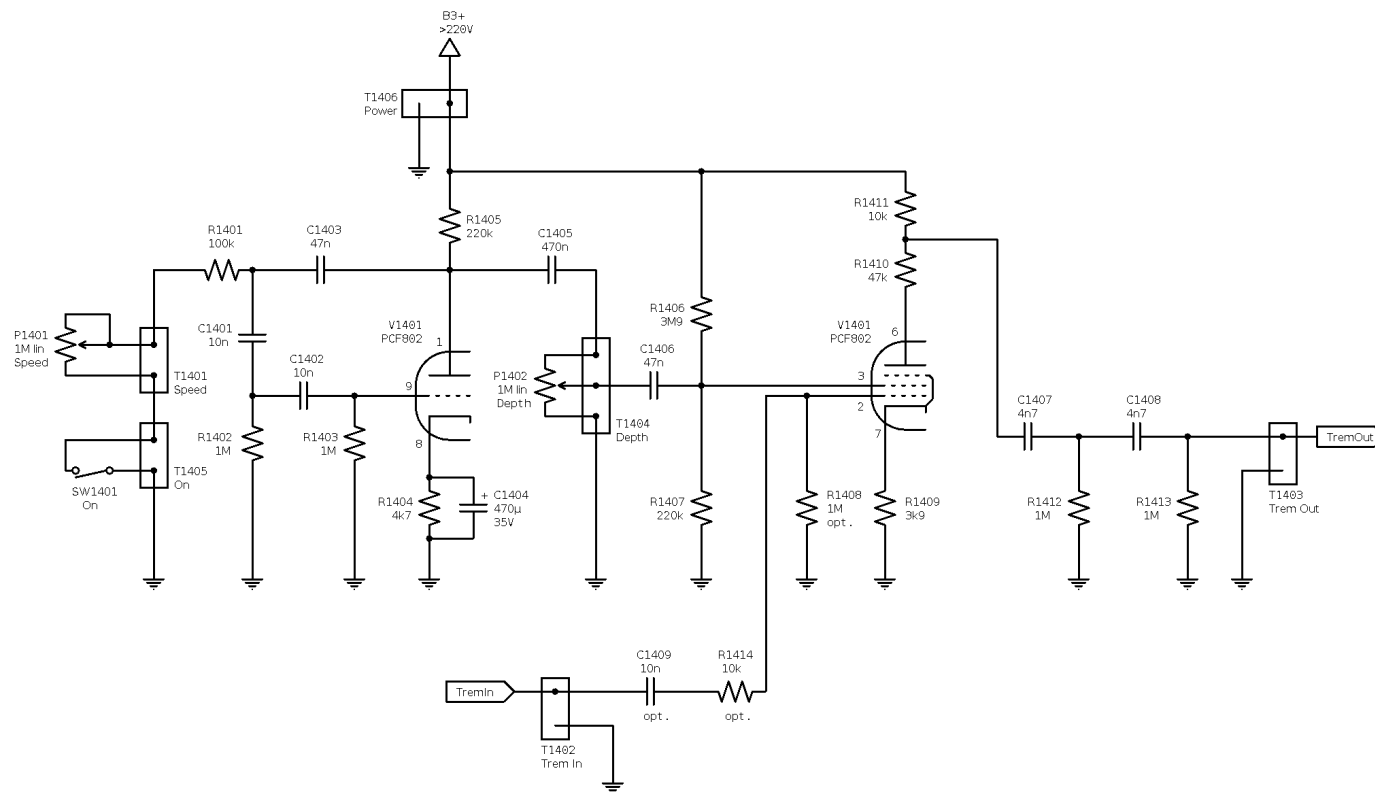 B3+
>220V
T1406
Power
R1405
220k
R1411
10k
R1401
100k
C1403
47n
C1405
470n
R1410
47k
P1401
1M lin
Speed
C1401
10n
V1401
PCF802
1
R1406
3M9
V1401
PCF802
6
T1401
Speed
C1402
10n
9
P1402
1M lin
Depth
C1406
47n
3
2
T1404
Depth
C1407
4n7
C1408
4n7
TremOut
R1402
1M
R1403
1M
8
7
T1405
On
SW1401
On
R1404
4k7
+ C1404
470µ
35V
R1407
220k
R1408
1M
opt.
R1409
3k9
R1412
1M
R1413
1M
T1403
Trem Out
C1409
10n
opt.
R1414
10k
opt.
TremIn
T1402
Trem In